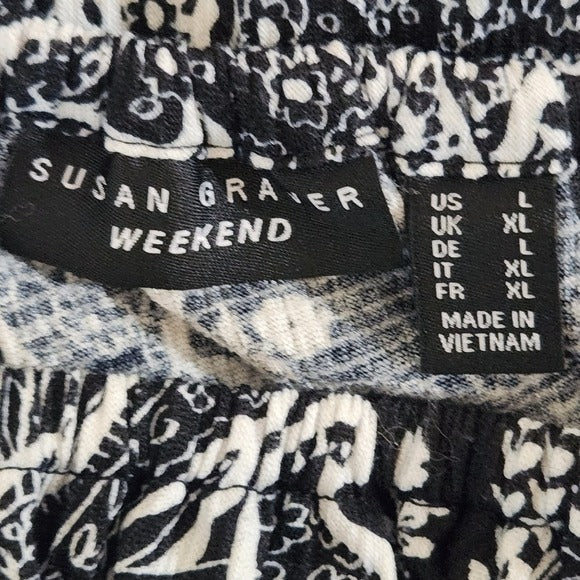 SUSAN GRAVER
WEEKEND
US L
UK XL
DE L
IT XL
FR XL
MADE IN
VIETNAM